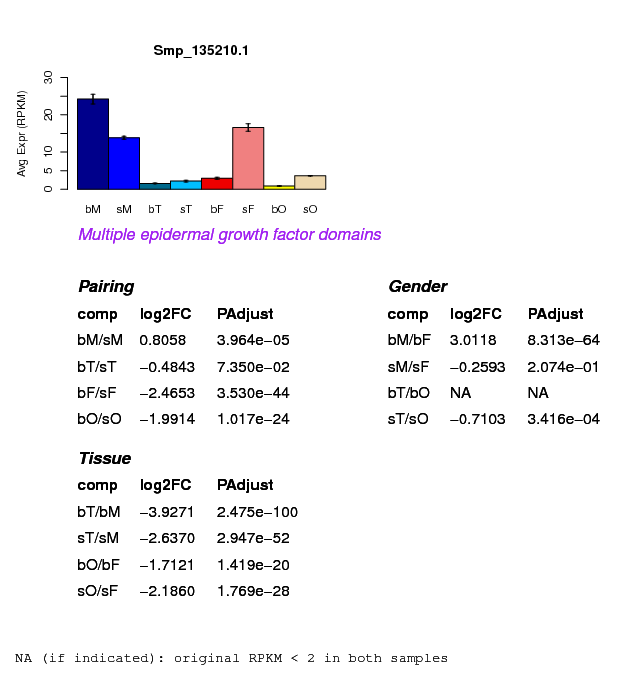 Smp_135210.1
Avg Expr (RPKM)
30
20
10
5
0
bM sM bT sT bF sF bO sO
Multiple epidermal growth factor domains
Pairing
comp log2FC PAdjust
bM/sM 0.8058 3.964e−05
bT/sT −0.4843 7.350e−02
bF/sF −2.4653 3.530e−44
bO/sO −1.9914 1.017e−24
Gender
comp log2FC PAdjust
bM/bF 3.0118 8.313e−64
sM/sF −0.2593 2.074e−01
bT/bO NA NA
sT/sO −0.7103 3.416e−04
Tissue
comp log2FC PAdjust
bT/bM −3.9271 2.475e−100
sT/sM −2.6370 2.947e−52
bO/bF −1.7121 1.419e−20
sO/sF −2.1860 1.769e−28
NA (if indicated): original RPKM < 2 in both samples